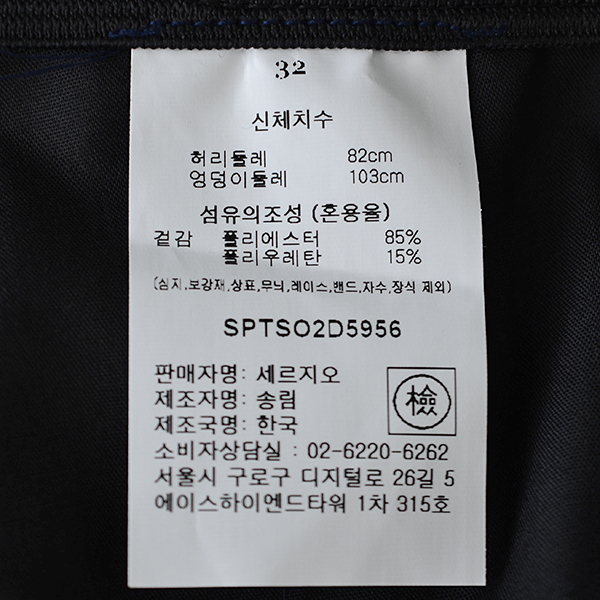 32
신체치수
허리둘레 82cm
엉덩이둘레 103cm
섬유의조성 (혼용율)
겉감 폴리에스터 85%
폴리우레탄 15%
(심지,보강재,상표,무늬,레이스,밴드,자수,장식 제외)
SPTSO2D5956
판매자명: 세르지오
제조자명: 송림
제조국명: 한국
檢
소비자상담실 : 02-6220-6262
서울시 구로구 디지털로 26길 5
에이스하이엔드타워 1차 315호